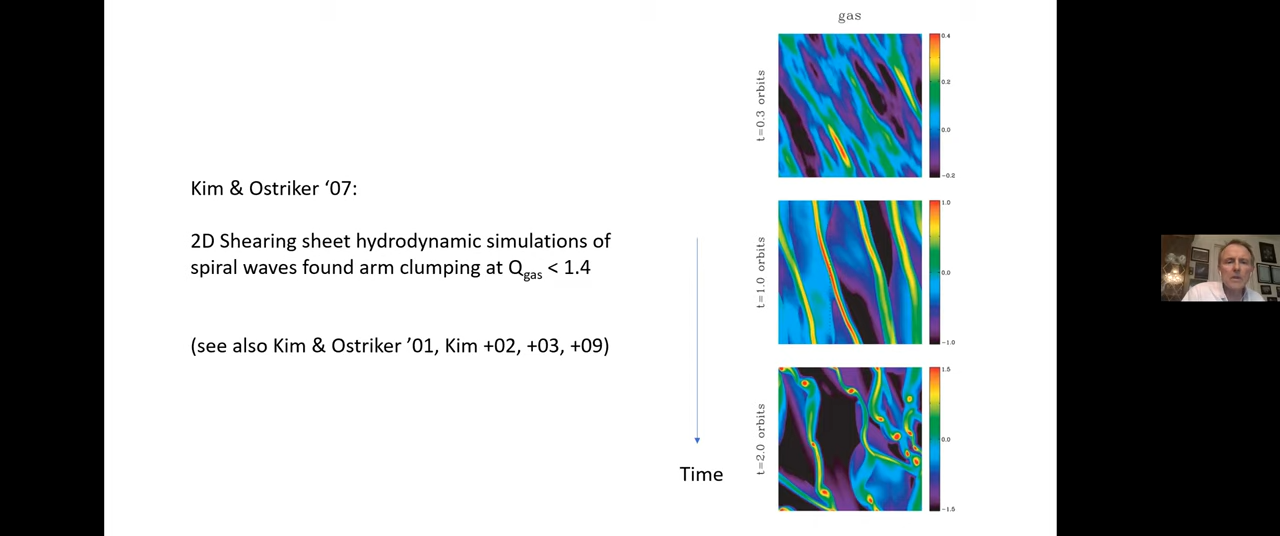 gas
Kim & Ostriker ‘07:
2D Shearing sheet hydrodynamic simulations of
spiral waves found arm clumping at Qgas < 1.4
(see also Kim & Ostriker ’01, Kim +02, +03, +09)
Time
t=0.3 orbits
0.4
0.2
0.0
-0.2
t=1.0 orbits
1.0
0.0
-1.0
t=2.0 orbits
1.5
0.0
-1.5